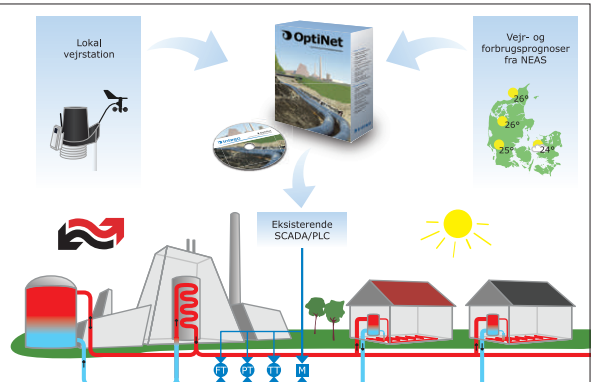 Lokal
vejrstation
OptiNet
Vejr- og
forbrugsprognoser
fra NEAS
26°
26°
25°
24°
Eksisterende
SCADA/PLC
FT
PT
TT
M